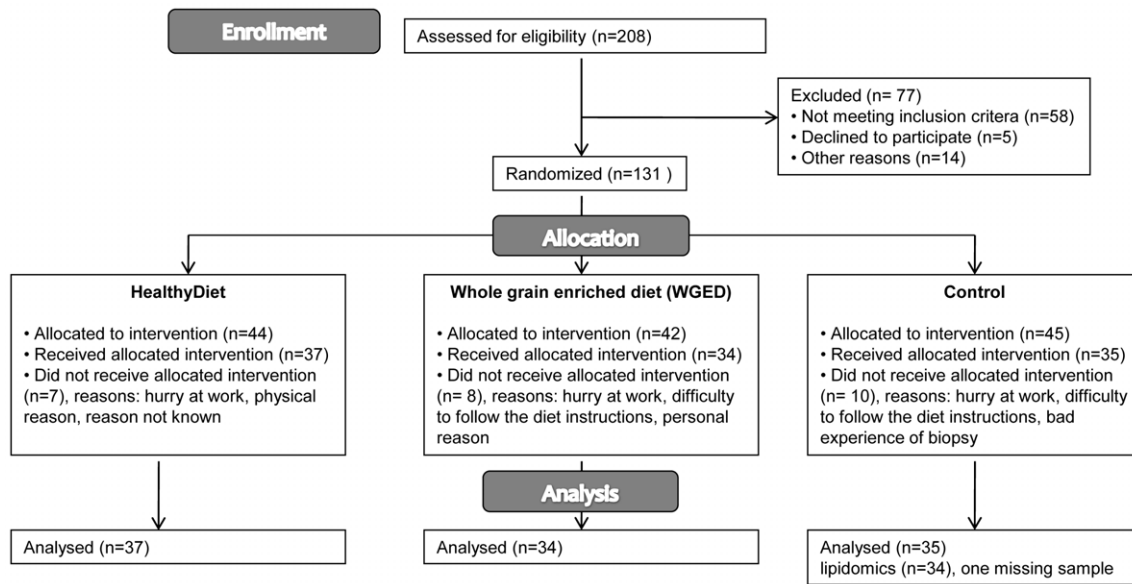 Enrollment
Assessed for eligibility (n=208)
Excluded (n= 77)
• Not meeting inclusion critera (n=58)
• Declined to participate (n=5)
• Other reasons (n=14)
Randomized (n=131 )
Allocation
HealthyDiet
• Allocated to intervention (n=44)
• Received allocated intervention (n=37)
• Did not receive allocated intervention
(n=7), reasons: hurry at work, physical
reason, reason not known
Whole grain enriched diet (WGED)
• Allocated to intervention (n=42)
• Received allocated intervention (n=34)
• Did not receive allocated intervention
(n= 8), reasons: hurry at work, difficulty
to follow the diet instructions, personal
reason
Control
• Allocated to intervention (n=45)
• Received allocated intervention (n=35)
• Did not receive allocated intervention
(n= 10), reasons: hurry at work, difficulty
to follow the diet instructions, bad
experience of biopsy
Analysis
Analysed (n=37)
Analysed (n=34)
Analysed (n=35)
lipidomics (n=34), one missing sample